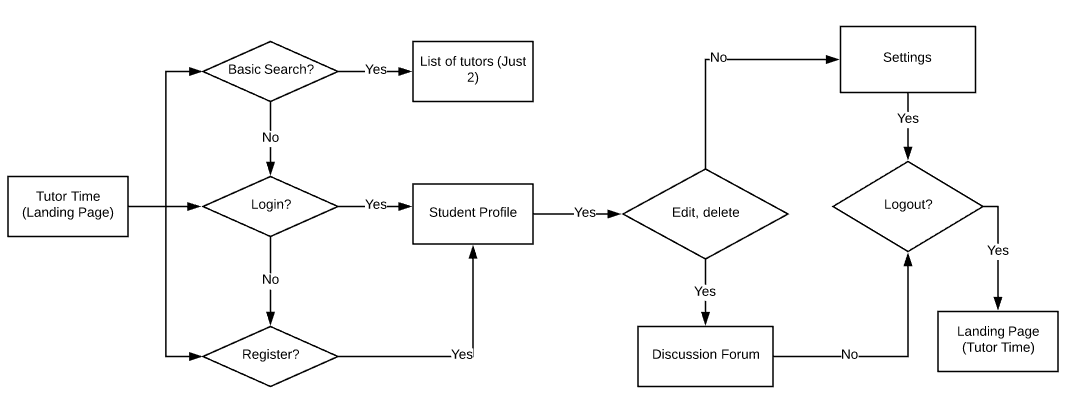 Basic Search?
Yes
List of tutors (Just
2)
No
Tutor Time
(Landing Page)
Login?
Yes
Student Profile
No
Register?
Yes
Yes
Edit, delete
No
Settings
Yes
Logout?
Yes
Landing Page
(Tutor Time)
Yes
Discussion Forum
No